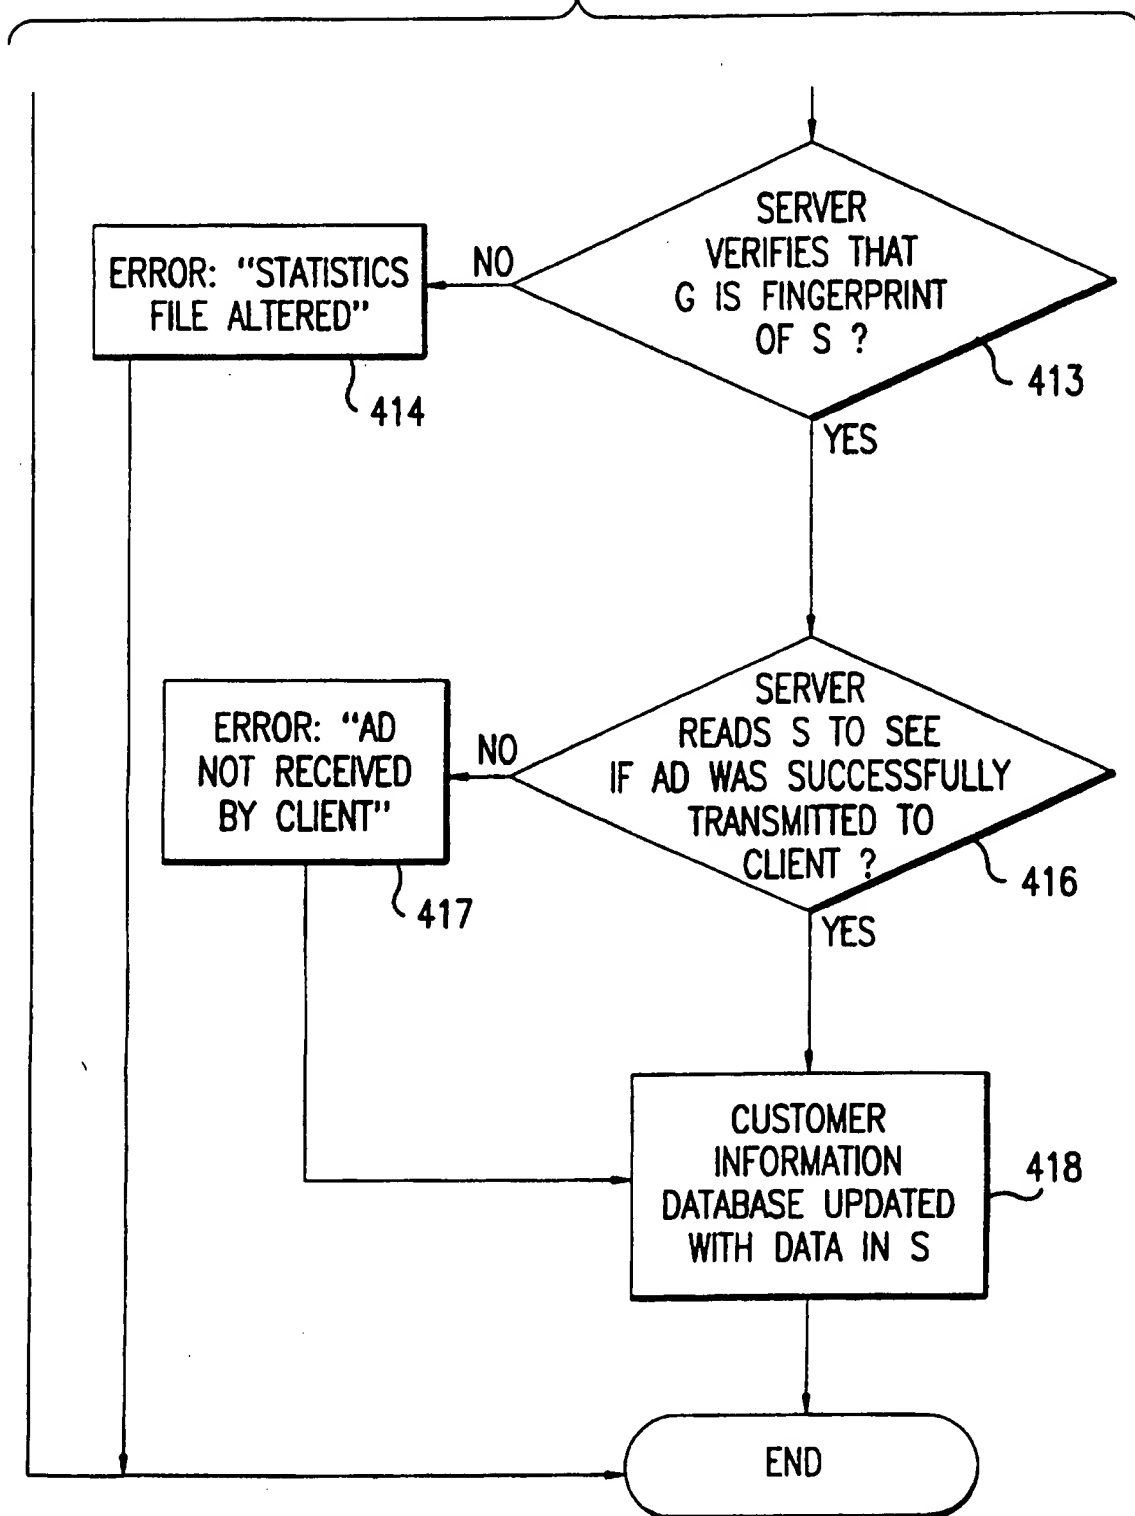 SERVER
VERIFIES THAT
G IS FINGERPRINT
OF S ?
413
NO
ERROR: "STATISTICS
FILE ALTERED"
414
YES
SERVER
READS S TO SEE
IF AD WAS SUCCESSFULLY
TRANSMITTED TO
CLIENT ?
416
NO
ERROR: "AD
NOT RECEIVED
BY CLIENT"
417
YES
CUSTOMER
INFORMATION
DATABASE UPDATED
WITH DATA IN S
418
END